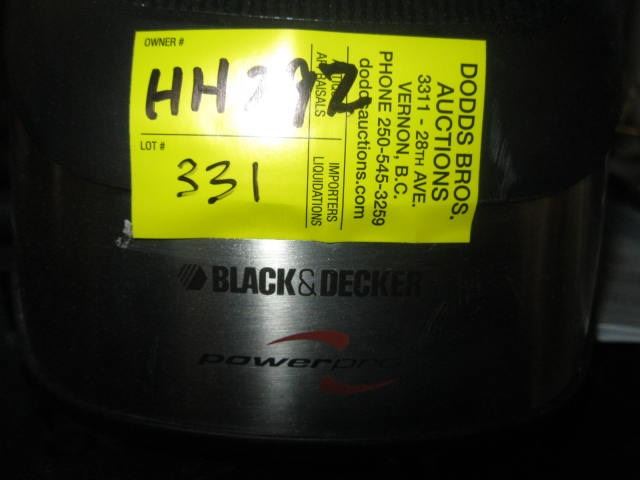 OWNER #
HH292
LOT #
331
AUCTIONS
APPRAISALS
IMPORTERS
LIQUIDATIONS
DODDS BROS.
AUCTIONS
3311 - 28TH AVE.
VERNON, B.C.
PHONE 250-545-3259
doddsauctions.com
BLACK&DECKER
powerpro